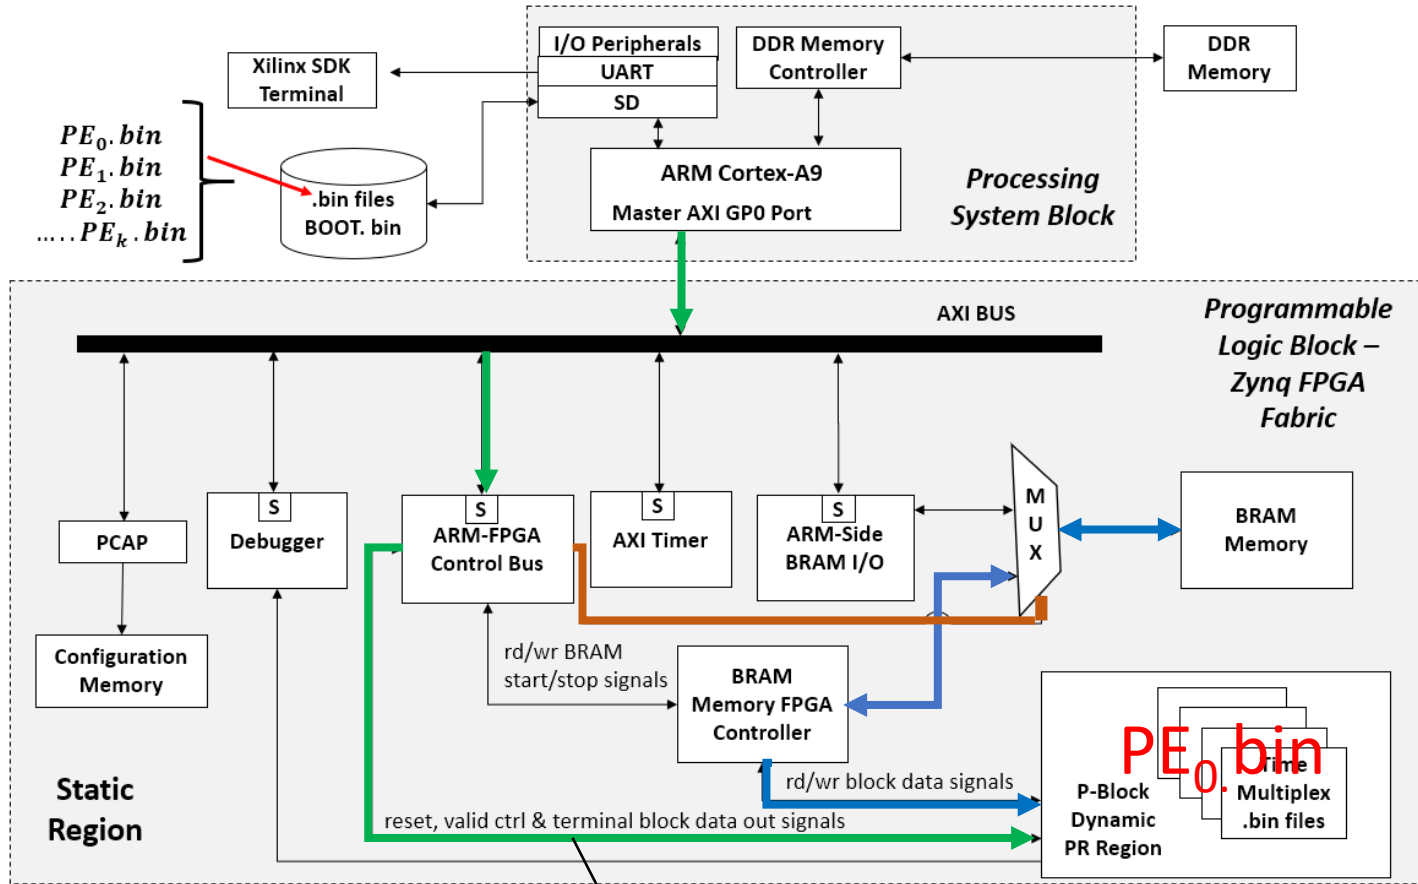 I/O Peripherals
UART
SD
DDR Memory
Controller
DDR
Memory
Xilinx SDK
Terminal
PE0.bin
PE1.bin
PE2.bin
.....PEk.bin
.bin files
BOOT. bin
ARM Cortex-A9
Master AXI GP0 Port
Processing
System Block
AXI BUS
Programmable
Logic Block –
Zynq FPGA
Fabric
PCAP
Configuration
Memory
S
Debugger
S
ARM-FPGA
Control Bus
S
AXI Timer
S
ARM-Side
BRAM I/O
M
U
X
BRAM
Memory
rd/wr BRAM
start/stop signals
BRAM
Memory FPGA
Controller
rd/wr block data signals
reset, valid ctrl & terminal block data out signals
Static
Region
P-Block
Dynamic
PR Region
PE0.bin
Time
Multiplex
.bin files